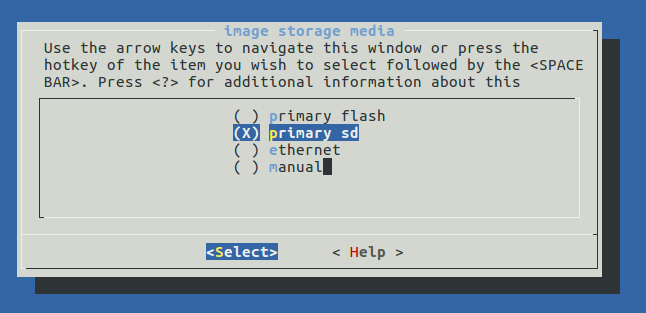 image storage media
Use the arrow keys to navigate this window or press the
hotkey of the item you wish to select followed by the <SPACE
BAR>. Press <?> for additional information about this
( ) primary flash
(X) primary sd
( ) ethernet
( ) manual
<Select> < Help >